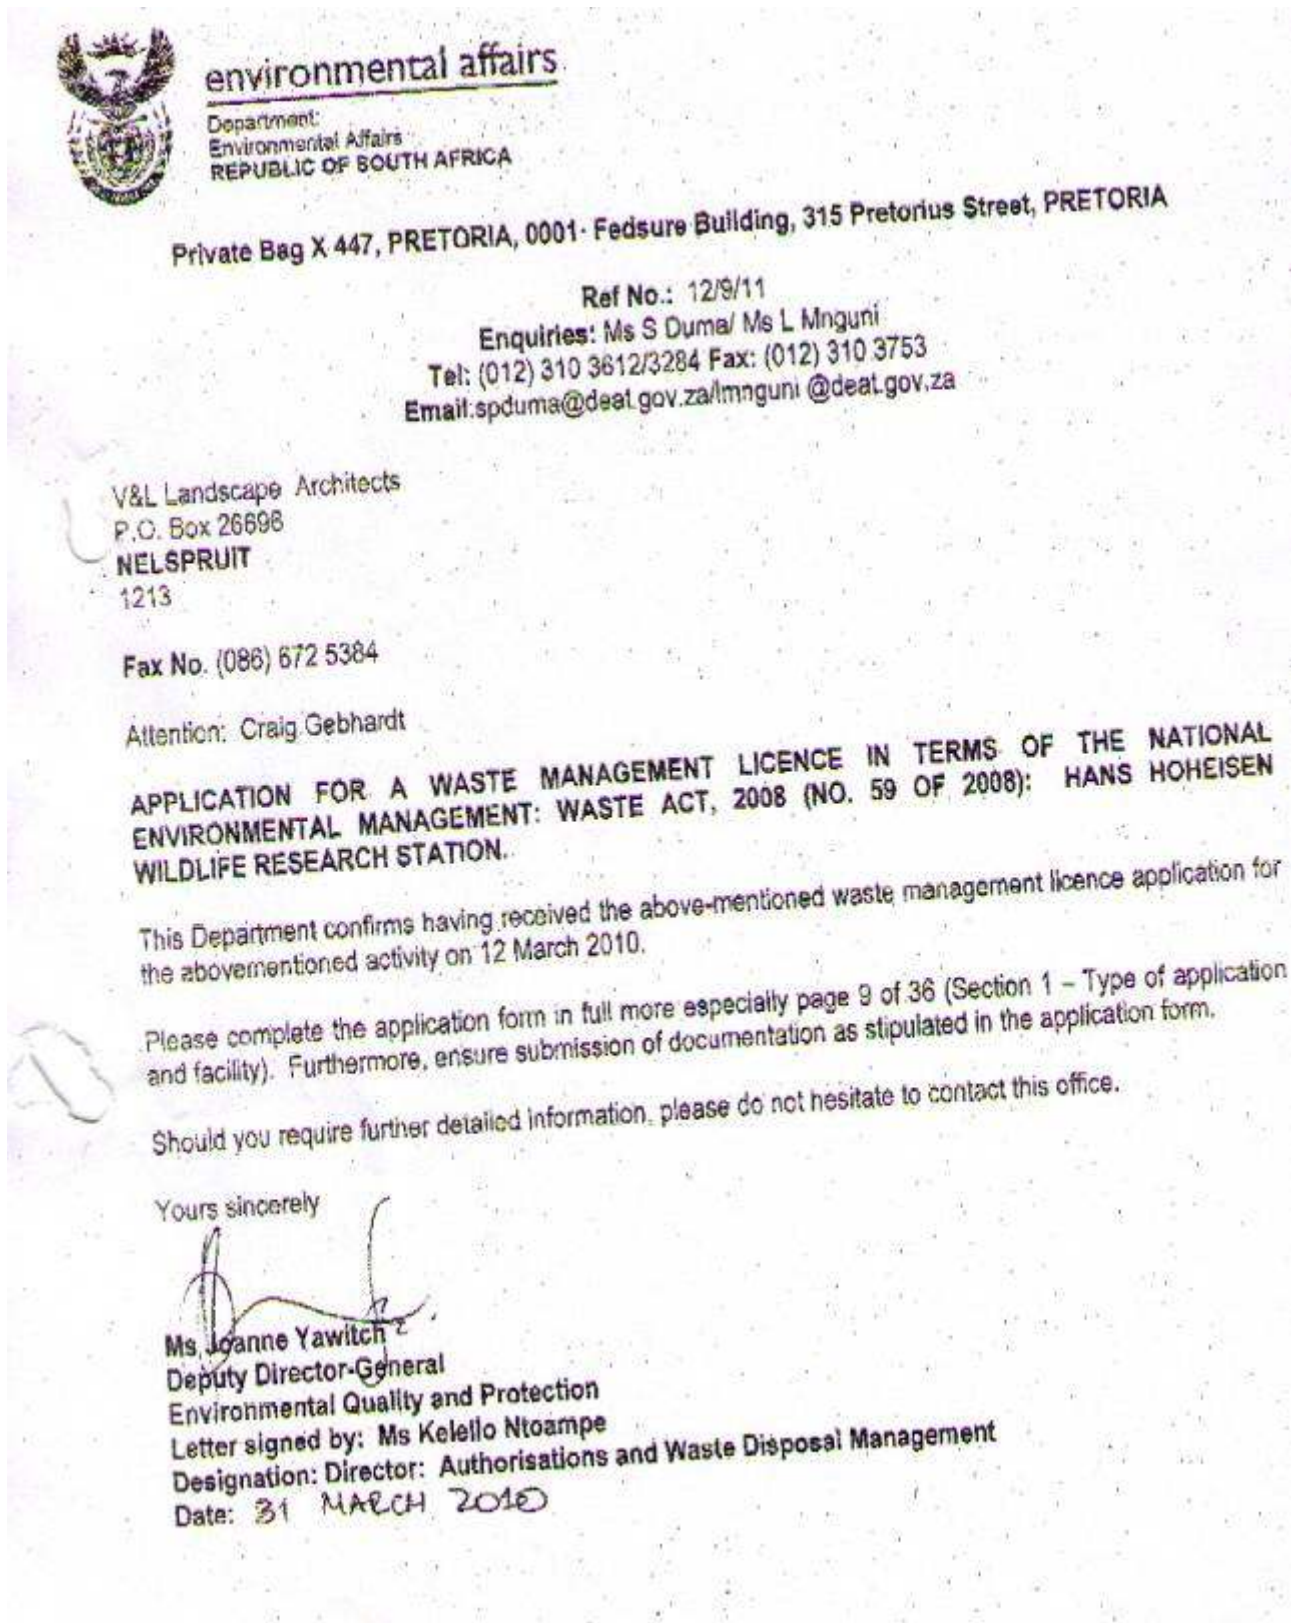 environmental affairs
Department:
Environmental Affairs
REPUBLIC OF SOUTH AFRICA
Private Bag X 447, PRETORIA, 0001· Fedsure Building, 315 Pretorius Street, PRETORIA
Ref No.: 12/9/11
Enquiries: Ms S Duma/ Ms L Mnguni
Tel: (012) 310 3612/3284 Fax: (012) 310 3753
Email:spduma@deat.gov.za/lmnguni @deat.gov.za
V&L Landscape Architects
P.O. Box 26696
NELSPRUIT
1213
Fax No. (086) 672 5384
Attention: Craig Gebhardt
APPLICATION FOR A WASTE MANAGEMENT LICENCE IN TERMS OF THE NATIONAL
ENVIRONMENTAL MANAGEMENT: WASTE ACT, 2008 (NO. 59 OF 2008): HANS HOHEISEN
WILDLIFE RESEARCH STATION.
This Department confirms having received the above-mentioned waste management licence application for
the abovementioned activity on 12 March 2010.
Please complete the application form in full more especially page 9 of 36 (Section 1 – Type of application
and facility). Furthermore, ensure submission of documentation as stipulated in the application form.
Should you require further detailed information, please do not hesitate to contact this office.
Yours sincerely
Ms Joanne Yawitch
Deputy Director-General
Environmental Quality and Protection
Letter signed by: Ms Kelello Ntoampe
Designation: Director: Authorisations and Waste Disposal Management
Date: 31 MARCH 2010